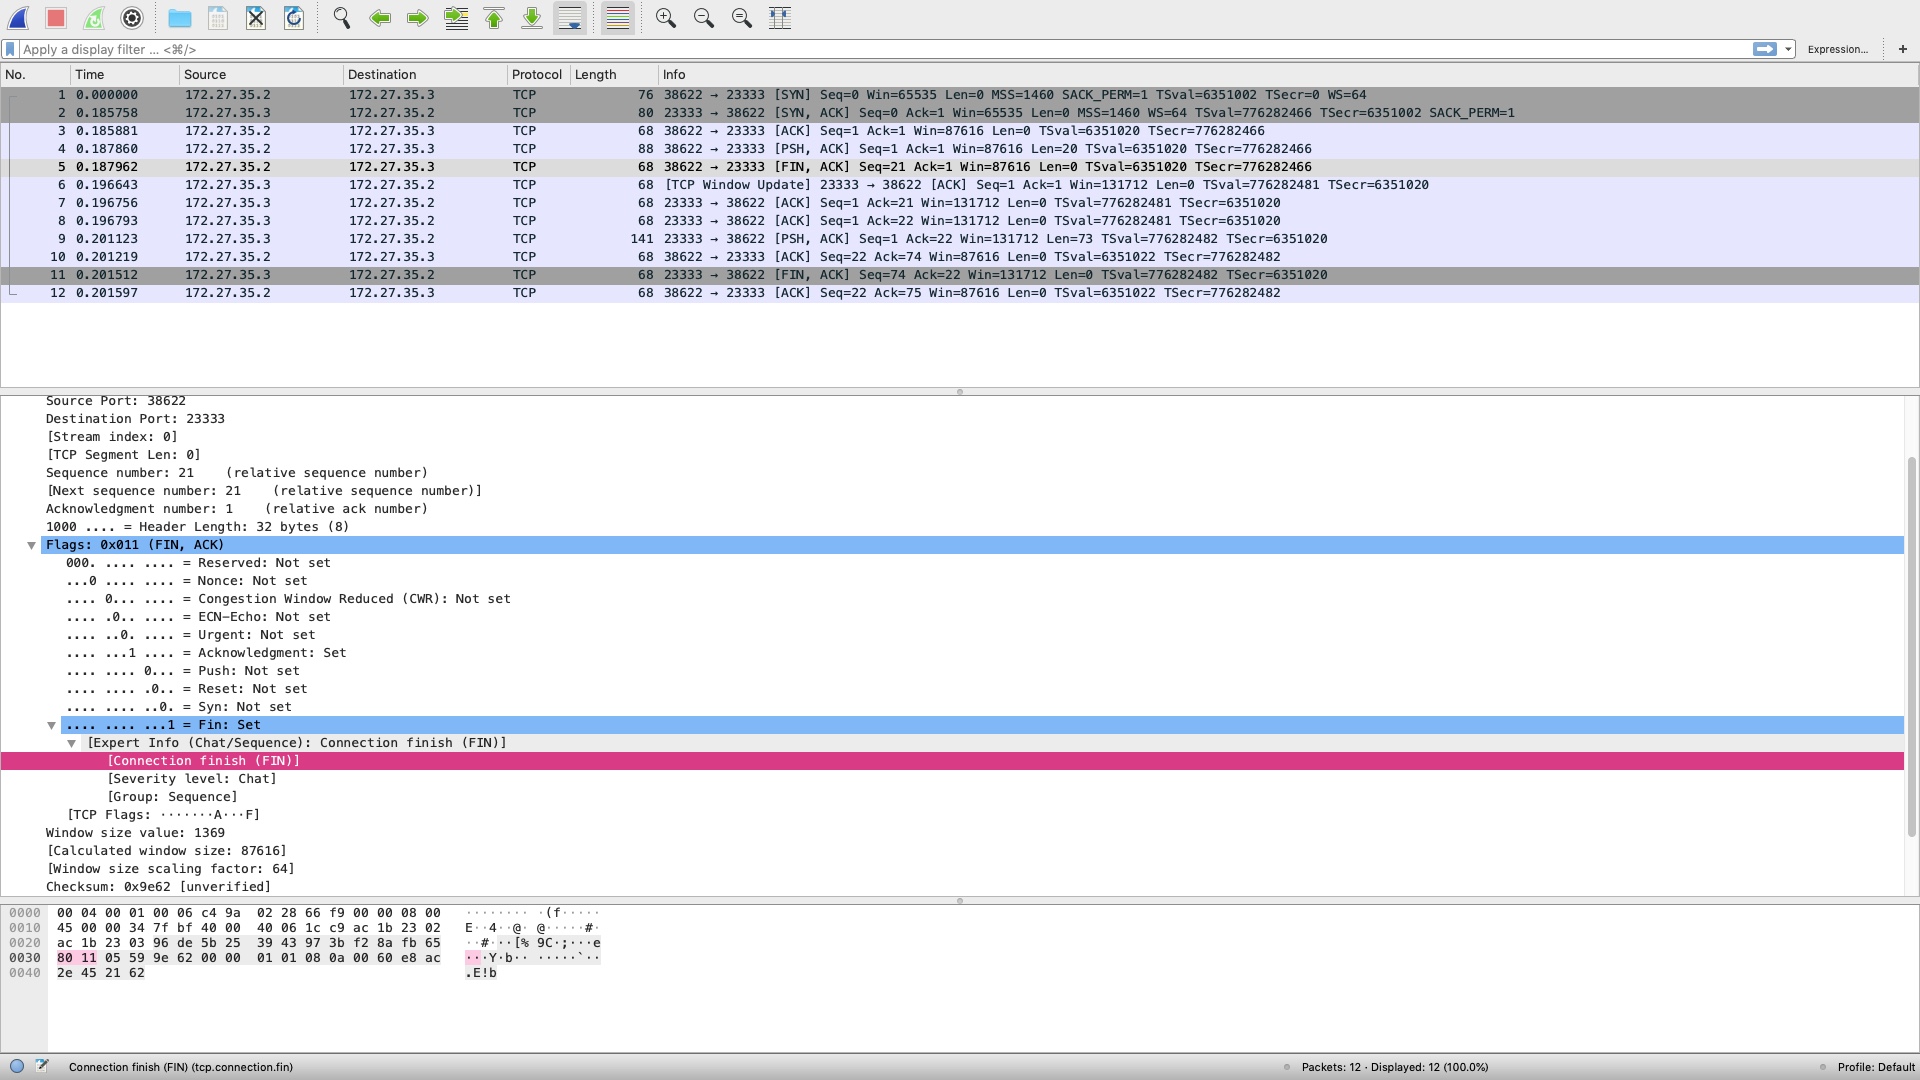 Apply a display filter ... <⌘/>
Expression...
+
No. Time Source Destination Protocol Length Info
1 0.000000 172.27.35.2 172.27.35.3 TCP 76 38622 → 23333 [SYN] Seq=0 Win=65535 Len=0 MSS=1460 SACK_PERM=1 TSval=6351002 TSecr=0 WS=64
2 0.185758 172.27.35.3 172.27.35.2 TCP 80 23333 → 38622 [SYN, ACK] Seq=0 Ack=1 Win=65535 Len=0 MSS=1460 WS=64 TSval=776282466 TSecr=6351002 SACK_PERM=1
3 0.185881 172.27.35.2 172.27.35.3 TCP 68 38622 → 23333 [ACK] Seq=1 Ack=1 Win=87616 Len=0 TSval=6351020 TSecr=776282466
4 0.187860 172.27.35.2 172.27.35.3 TCP 88 38622 → 23333 [PSH, ACK] Seq=1 Ack=1 Win=87616 Len=20 TSval=6351020 TSecr=776282466
5 0.187962 172.27.35.2 172.27.35.3 TCP 68 38622 → 23333 [FIN, ACK] Seq=21 Ack=1 Win=87616 Len=0 TSval=6351020 TSecr=776282466
6 0.196643 172.27.35.3 172.27.35.2 TCP 68 [TCP Window Update] 23333 → 38622 [ACK] Seq=1 Ack=1 Win=131712 Len=0 TSval=776282481 TSecr=6351020
7 0.196756 172.27.35.3 172.27.35.2 TCP 68 23333 → 38622 [ACK] Seq=1 Ack=21 Win=131712 Len=0 TSval=776282481 TSecr=6351020
8 0.196793 172.27.35.3 172.27.35.2 TCP 68 23333 → 38622 [ACK] Seq=1 Ack=22 Win=131712 Len=0 TSval=776282481 TSecr=6351020
9 0.201123 172.27.35.3 172.27.35.2 TCP 141 23333 → 38622 [PSH, ACK] Seq=1 Ack=22 Win=131712 Len=73 TSval=776282482 TSecr=6351020
10 0.201219 172.27.35.2 172.27.35.3 TCP 68 38622 → 23333 [ACK] Seq=22 Ack=74 Win=87616 Len=0 TSval=6351022 TSecr=776282482
11 0.201512 172.27.35.3 172.27.35.2 TCP 68 23333 → 38622 [FIN, ACK] Seq=74 Ack=22 Win=131712 Len=0 TSval=776282482 TSecr=6351020
12 0.201597 172.27.35.2 172.27.35.3 TCP 68 38622 → 23333 [ACK] Seq=22 Ack=75 Win=87616 Len=0 TSval=6351022 TSecr=776282482
Source Port: 38622
Destination Port: 23333
[Stream index: 0]
[TCP Segment Len: 0]
Sequence number: 21 (relative sequence number)
[Next sequence number: 21 (relative sequence number)]
Acknowledgment number: 1 (relative ack number)
1000 .... = Header Length: 32 bytes (8)
Flags: 0x011 (FIN, ACK)
000. .... .... = Reserved: Not set
...0 .... .... = Nonce: Not set
.... 0... .... = Congestion Window Reduced (CWR): Not set
.... .0.. .... = ECN-Echo: Not set
.... ..0. .... = Urgent: Not set
.... ...1 .... = Acknowledgment: Set
.... .... 0... = Push: Not set
.... .... .0.. = Reset: Not set
.... .... ..0. = Syn: Not set
.... .... ...1 = Fin: Set
[Expert Info (Chat/Sequence): Connection finish (FIN)]
[Connection finish (FIN)]
[Severity level: Chat]
[Group: Sequence]
[TCP Flags: ·······A···F]
Window size value: 1369
[Calculated window size: 87616]
[Window size scaling factor: 64]
Checksum: 0x9e62 [unverified]
0000 00 04 00 01 00 06 c4 9a 02 28 66 f9 00 00 08 00 ········ ·(f·····
0010 45 00 00 34 7f bf 40 00 40 06 1c c9 ac 1b 23 02 E··4··@· @·····#·
0020 ac 1b 23 03 96 de 5b 25 39 43 97 3b f2 8a fb 65 ··#···[% 9C·;···e
0030 80 11 05 59 9e 62 00 00 01 01 08 0a 00 60 e8 ac ···Y·b·· ·····`··
0040 2e 45 21 62 .E!b
Connection finish (FIN) (tcp.connection.fin)
Packets: 12 · Displayed: 12 (100.0%)
Profile: Default